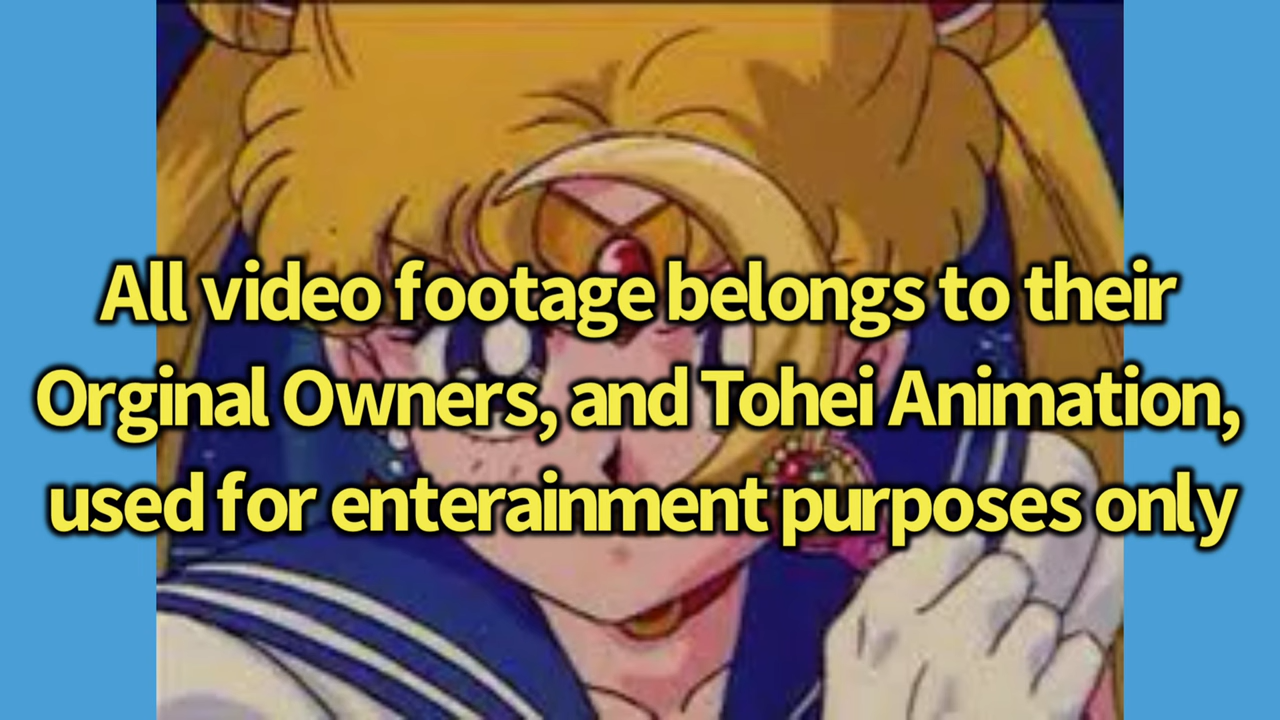 All video footage belongs to their
Orginal Owners, and Tohei Animation,
used for enterainment purposes only